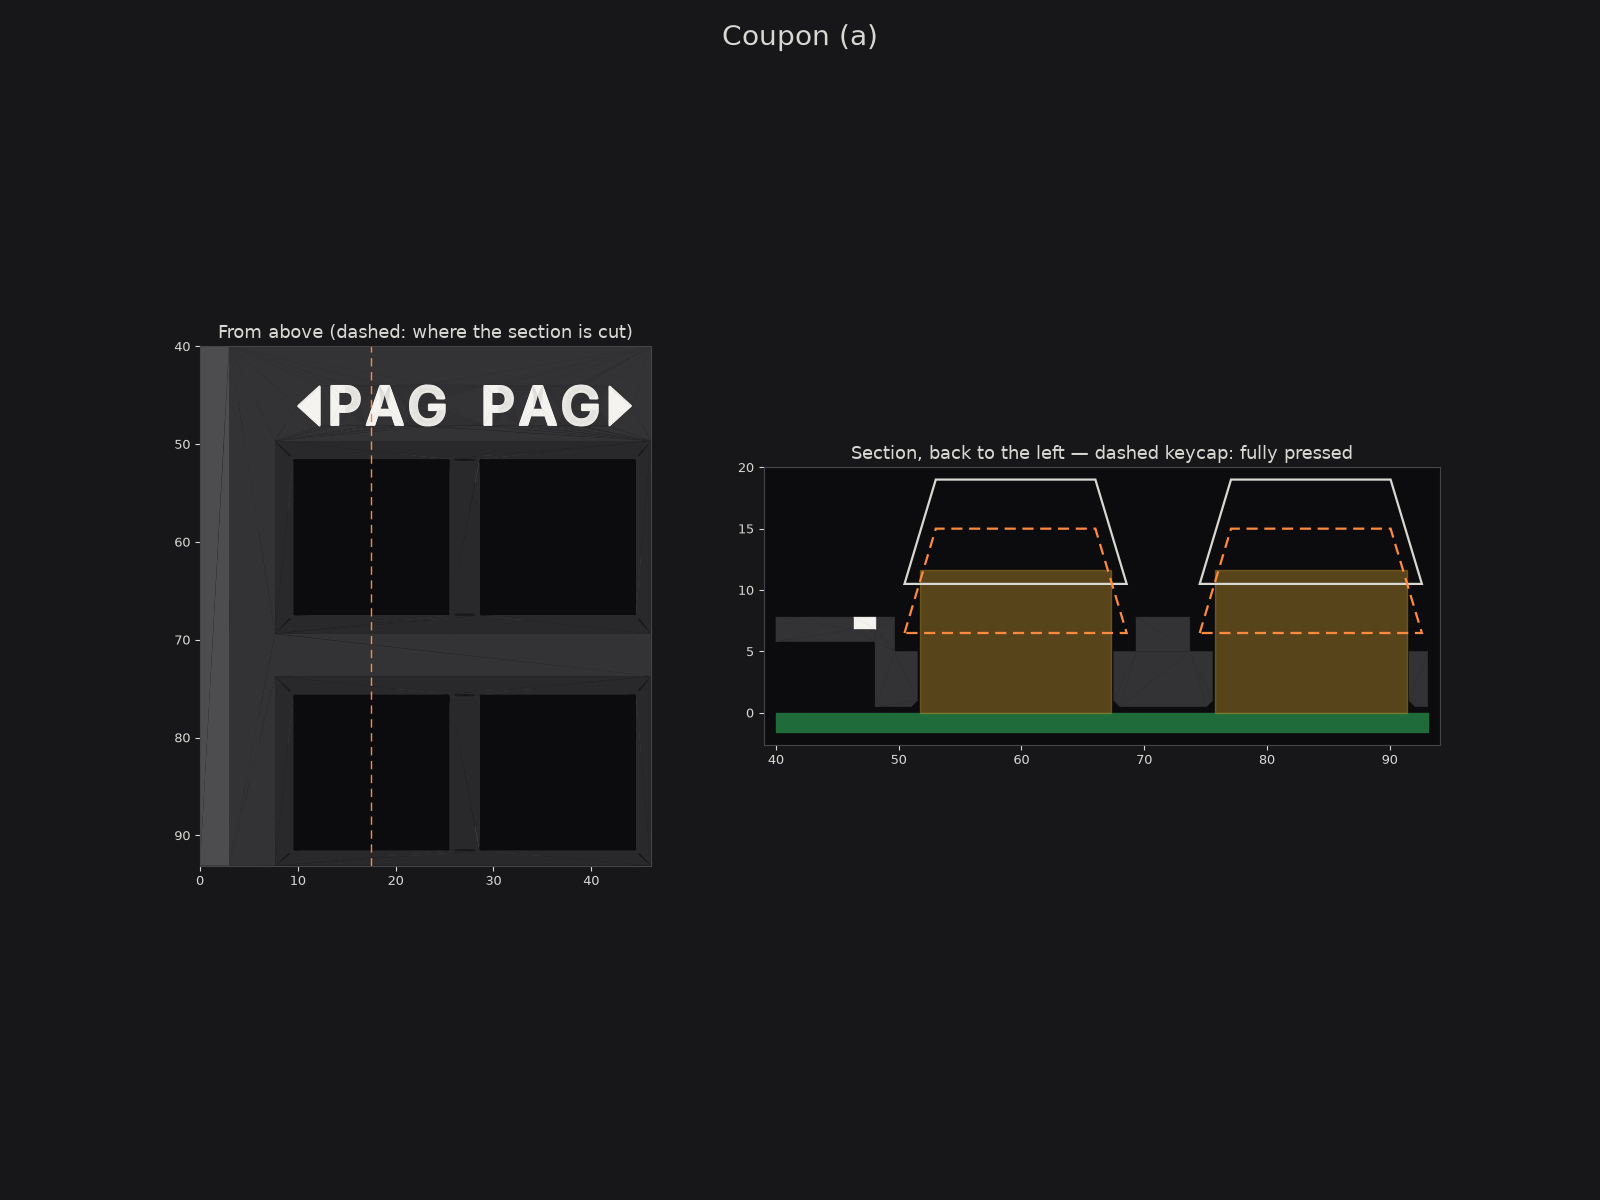 Coupon (a)
From above (dashed: where the section is cut)
40
50
60
70
80
90
0 10 20 30 40
◀PAG PAG▶
Section, back to the left — dashed keycap: fully pressed
20
15
10
5
0
40 50 60 70 80 90